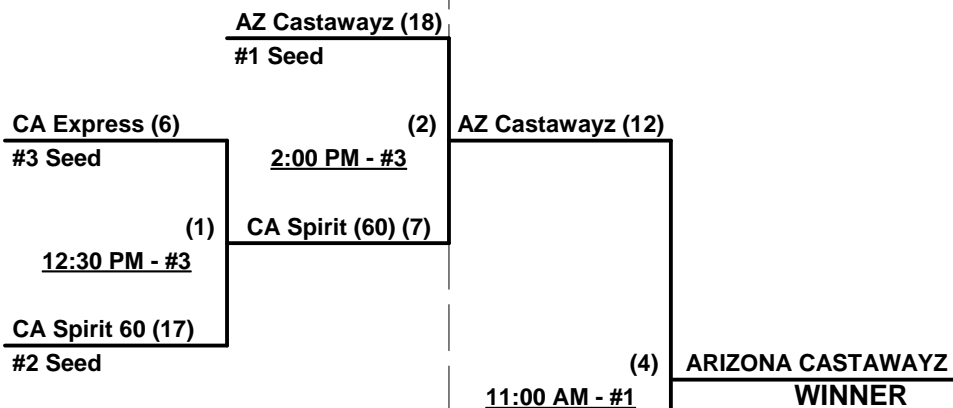 AZ Castawayz (18)
#1 Seed
CA Express (6)
(2)
AZ Castawayz (12)
#3 Seed
2:00 PM - #3
(1)
CA Spirit (60) (7)
12:30 PM - #3
CA Spirit 60 (17)
#2 Seed
(4)
ARIZONA CASTAWAYZ
11:00 AM - #1
WINNER